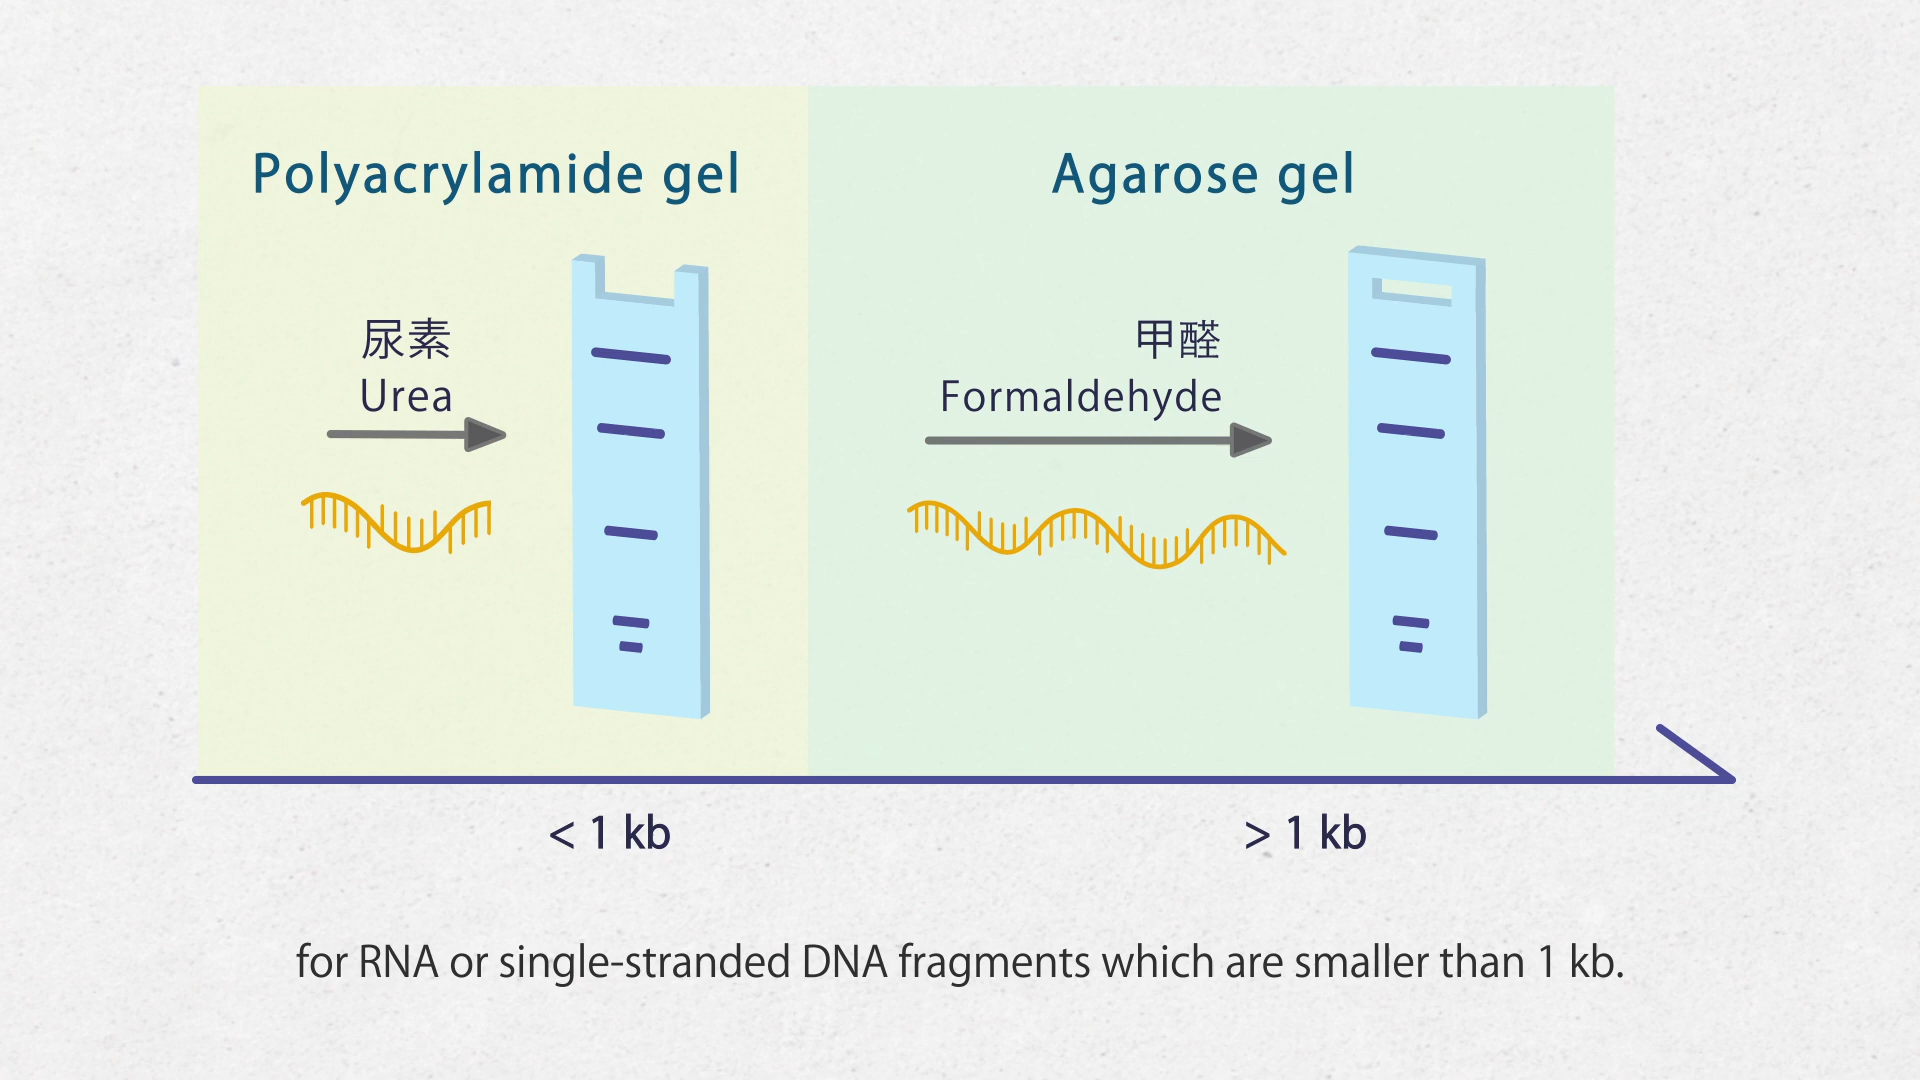 Polyacrylamide gel
尿素
Urea
< 1 kb
Agarose gel
甲醛
Formaldehyde
> 1 kb
for RNA or single-stranded DNA fragments which are smaller than 1 kb.